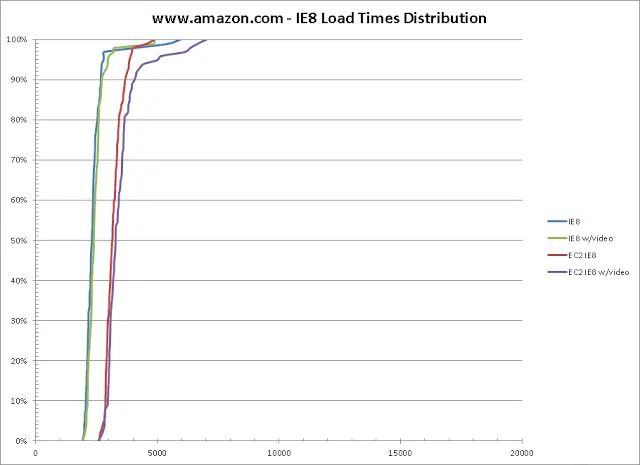 www.amazon.com - IE8 Load Times Distribution
100%
90%
80%
70%
60%
50%
40%
30%
20%
10%
0%
0 5000 10000 15000 20000
IE8
IE8 w/video
EC2 IE8
EC2 IE8 w/video